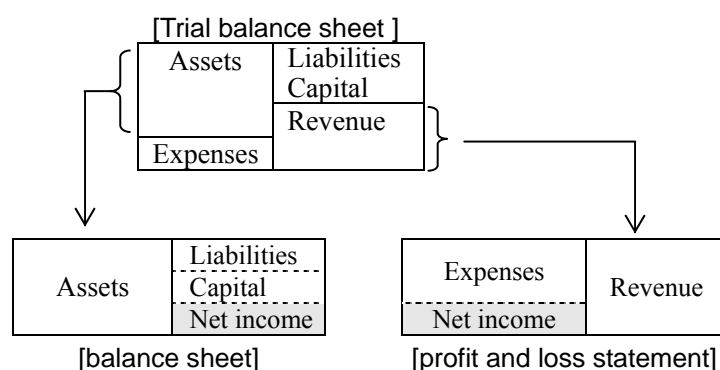 [Trial balance sheet ]
Assets
Liabilities
Capital
Revenue
Expenses
Assets
Liabilities
Capital
Net income
[balance sheet]
Expenses
Net income
Revenue
[profit and loss statement]